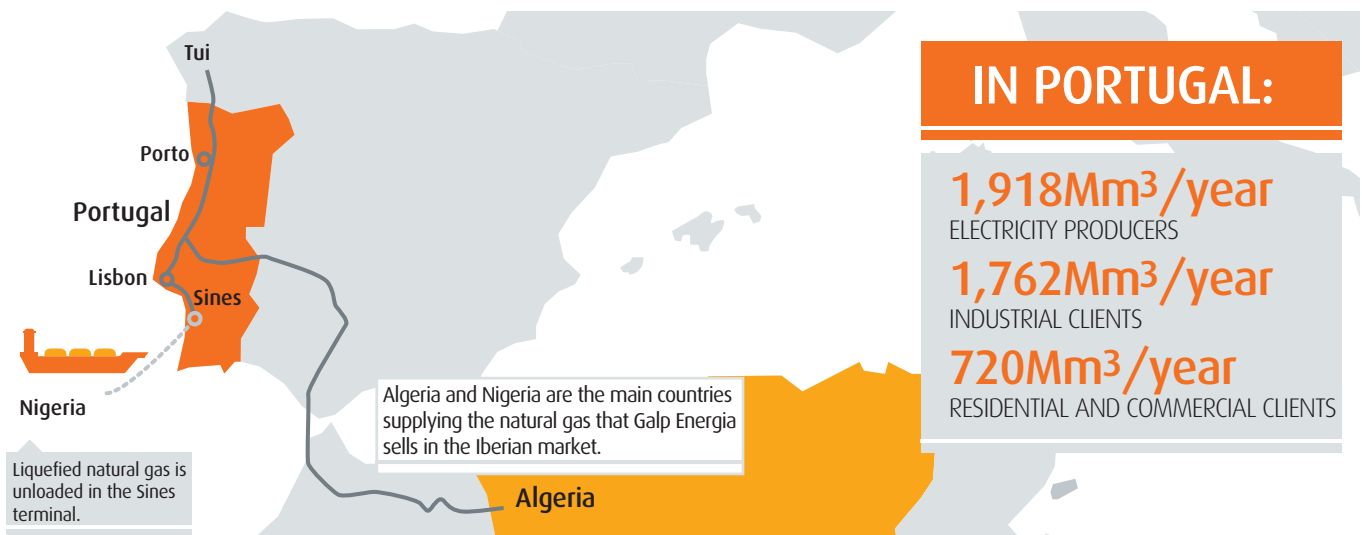 Tui
Porto
Portugal
Lisbon
Sines
Nigeria
Liquefied natural gas is
unloaded in the Sines
terminal.
Algeria and Nigeria are the main countries
supplying the natural gas that Galp Energia
sells in the Iberian market.
Algeria
IN PORTUGAL:
1,918Mm³/year
ELECTRICITY PRODUCERS
1,762Mm³/year
INDUSTRIAL CLIENTS
720Mm³/year
RESIDENTIAL AND COMMERCIAL CLIENTS